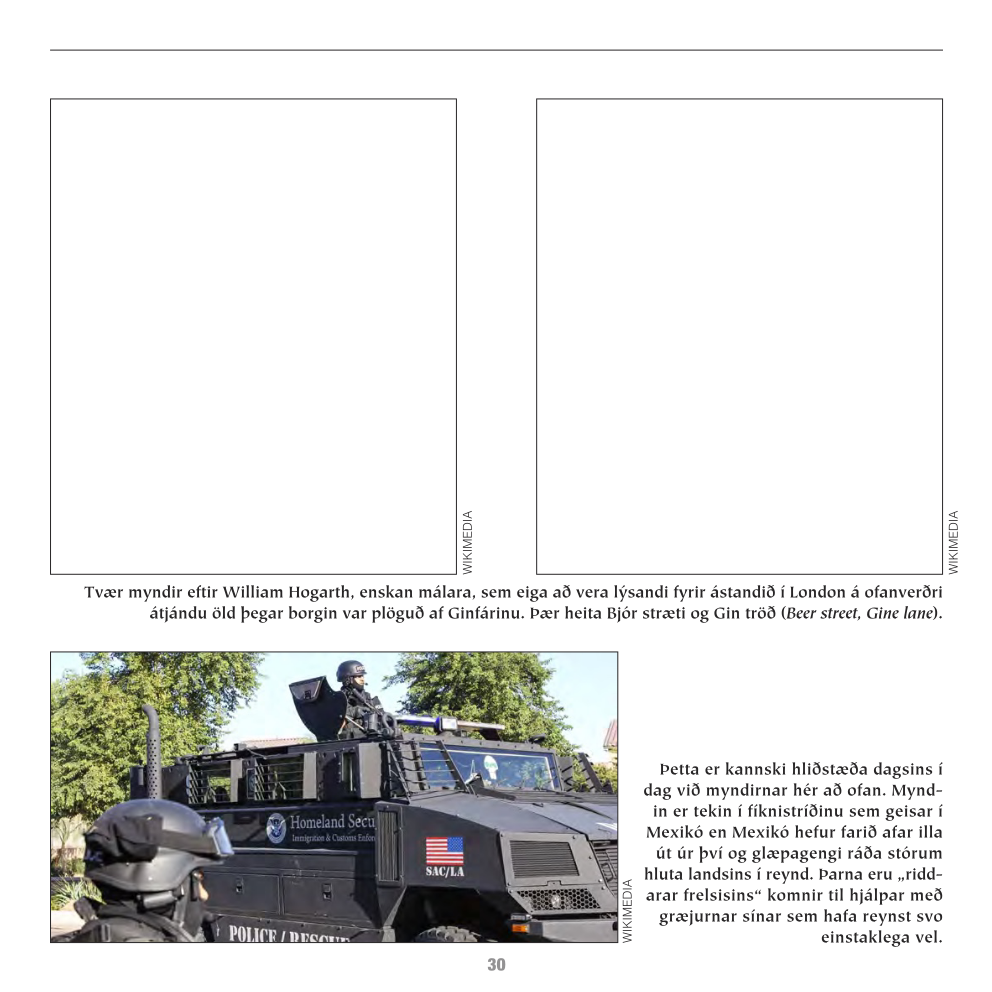 WIKIMEDIA
WIKIMEDIA
Tvær myndir eftir William Hogarth, enskan málara, sem eiga að vera lýsandi fyrir ástandið í London á ofanverðri
átjándu öld þegar borgin var plöguð af Ginfárinu. Þær heita Bjór stræti og Gin tröð (Beer street, Gine lane).
Homeland Secu
Immigration & Customs Enfor
SAC/LA
POLICE / RESCUE
WIKIMEDIA
Þetta er kannski hliðstæða dagsins í
dag við myndirnar hér að ofan. Mynd-
in er tekin í fíknistríðinu sem geisar í
Mexikó en Mexikó hefur farið afar illa
út úr því og glæpagengi ráða stórum
hluta landsins í reynd. Þarna eru „ridd-
arar frelsisins“ komnir til hjálpar með
græjurnar sínar sem hafa reynst svo
einstaklega vel.
30